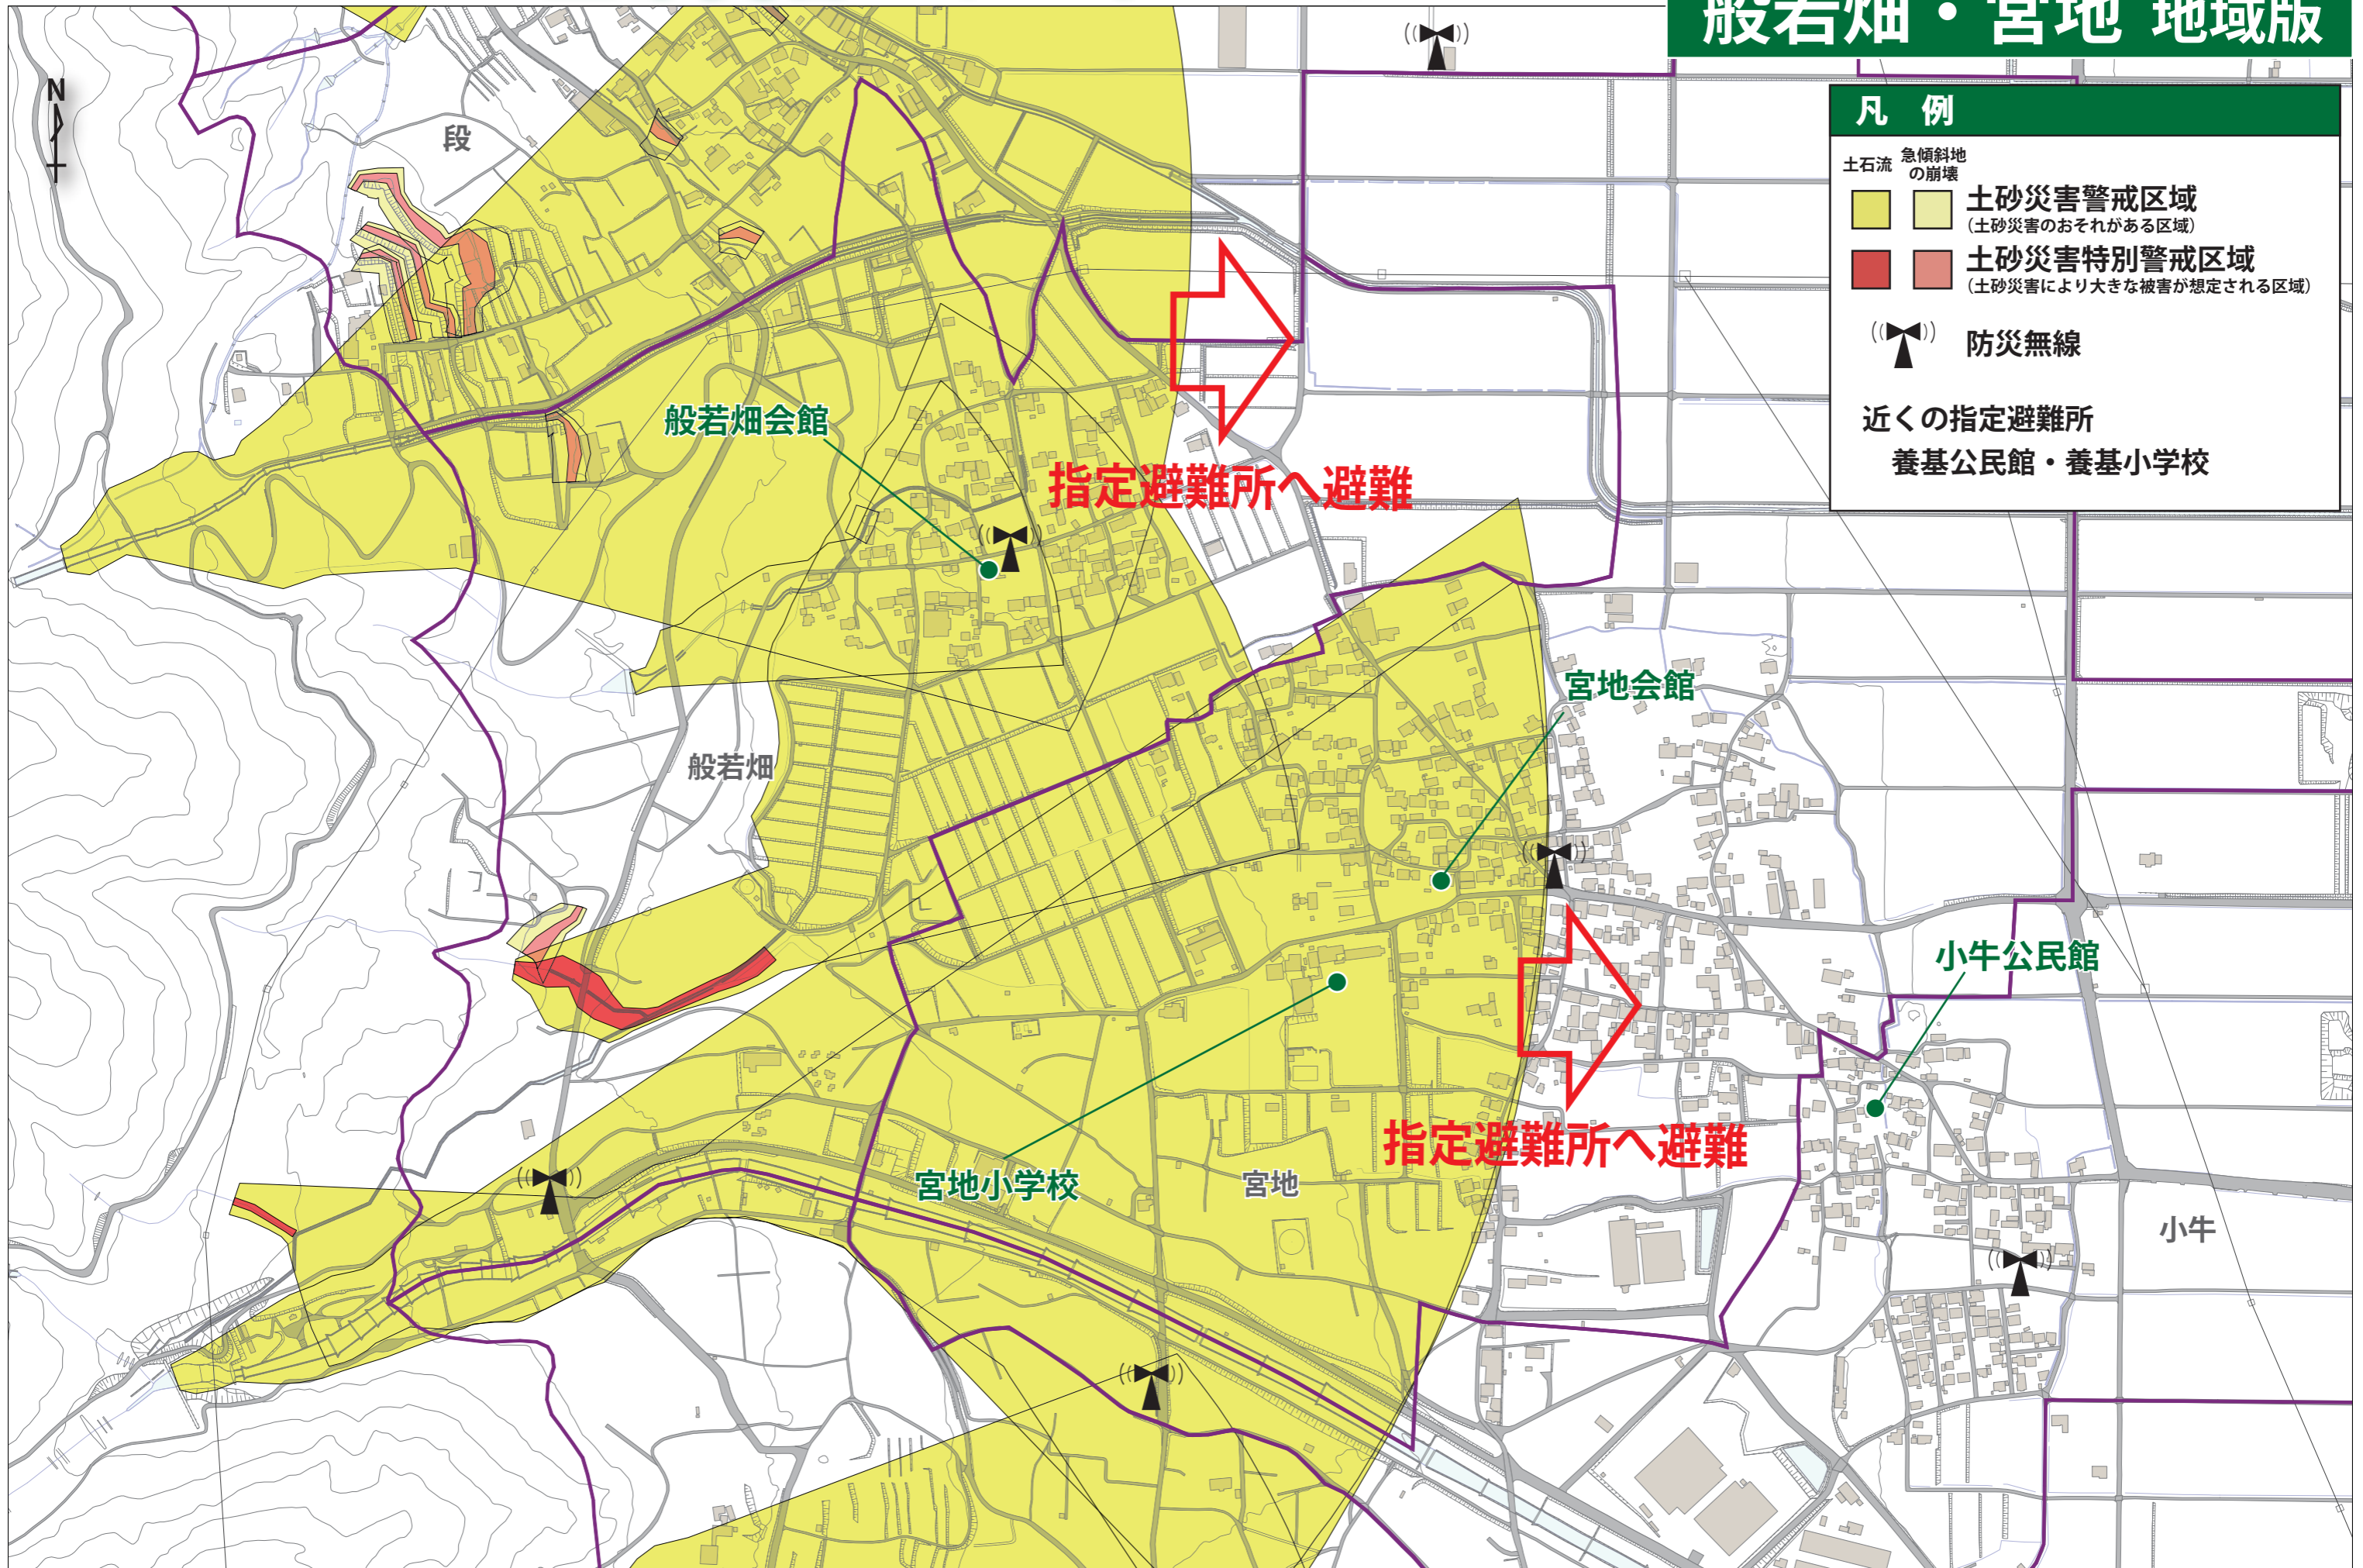 般若畑・宮地 地域版
N
凡 例
土石流
急傾斜地
の崩壊
土砂災害警戒区域
（土砂災害のおそれがある区域）
土砂災害特別警戒区域
（土砂災害により大きな被害が想定される区域）
防災無線
近くの指定避難所
養基公民館・養基小学校
段
般若畑会館
指定避難所へ避難
宮地会館
般若畑
小牛公民館
指定避難所へ避難
宮地小学校
宮地
小牛